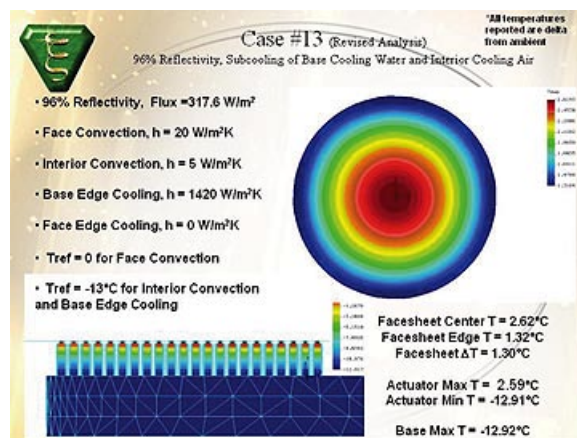 *All temperatures
reported are delta
from ambient
Case #13 (Revised Analysis)
96% Reflectivity, Subcooling of Base Cooling Water and Interior Cooling Air
• 96% Reflectivity, Flux =317.6 W/m²
• Face Convection, h = 20 W/m²K
• Interior Convection, h = 5 W/m²K
• Base Edge Cooling, h = 1420 W/m²K
• Face Edge Cooling, h = 0 W/m²K
• Tref = 0 for Face Convection
• Tref = -13°C for Interior Convection
and Base Edge Cooling
Facesheet Center T = 2.62°C
Facesheet Edge T = 1.32°C
Facesheet ΔT = 1.30°C
Actuator Max T = 2.59°C
Actuator Min T = -12.91°C
Base Max T = -12.92°C